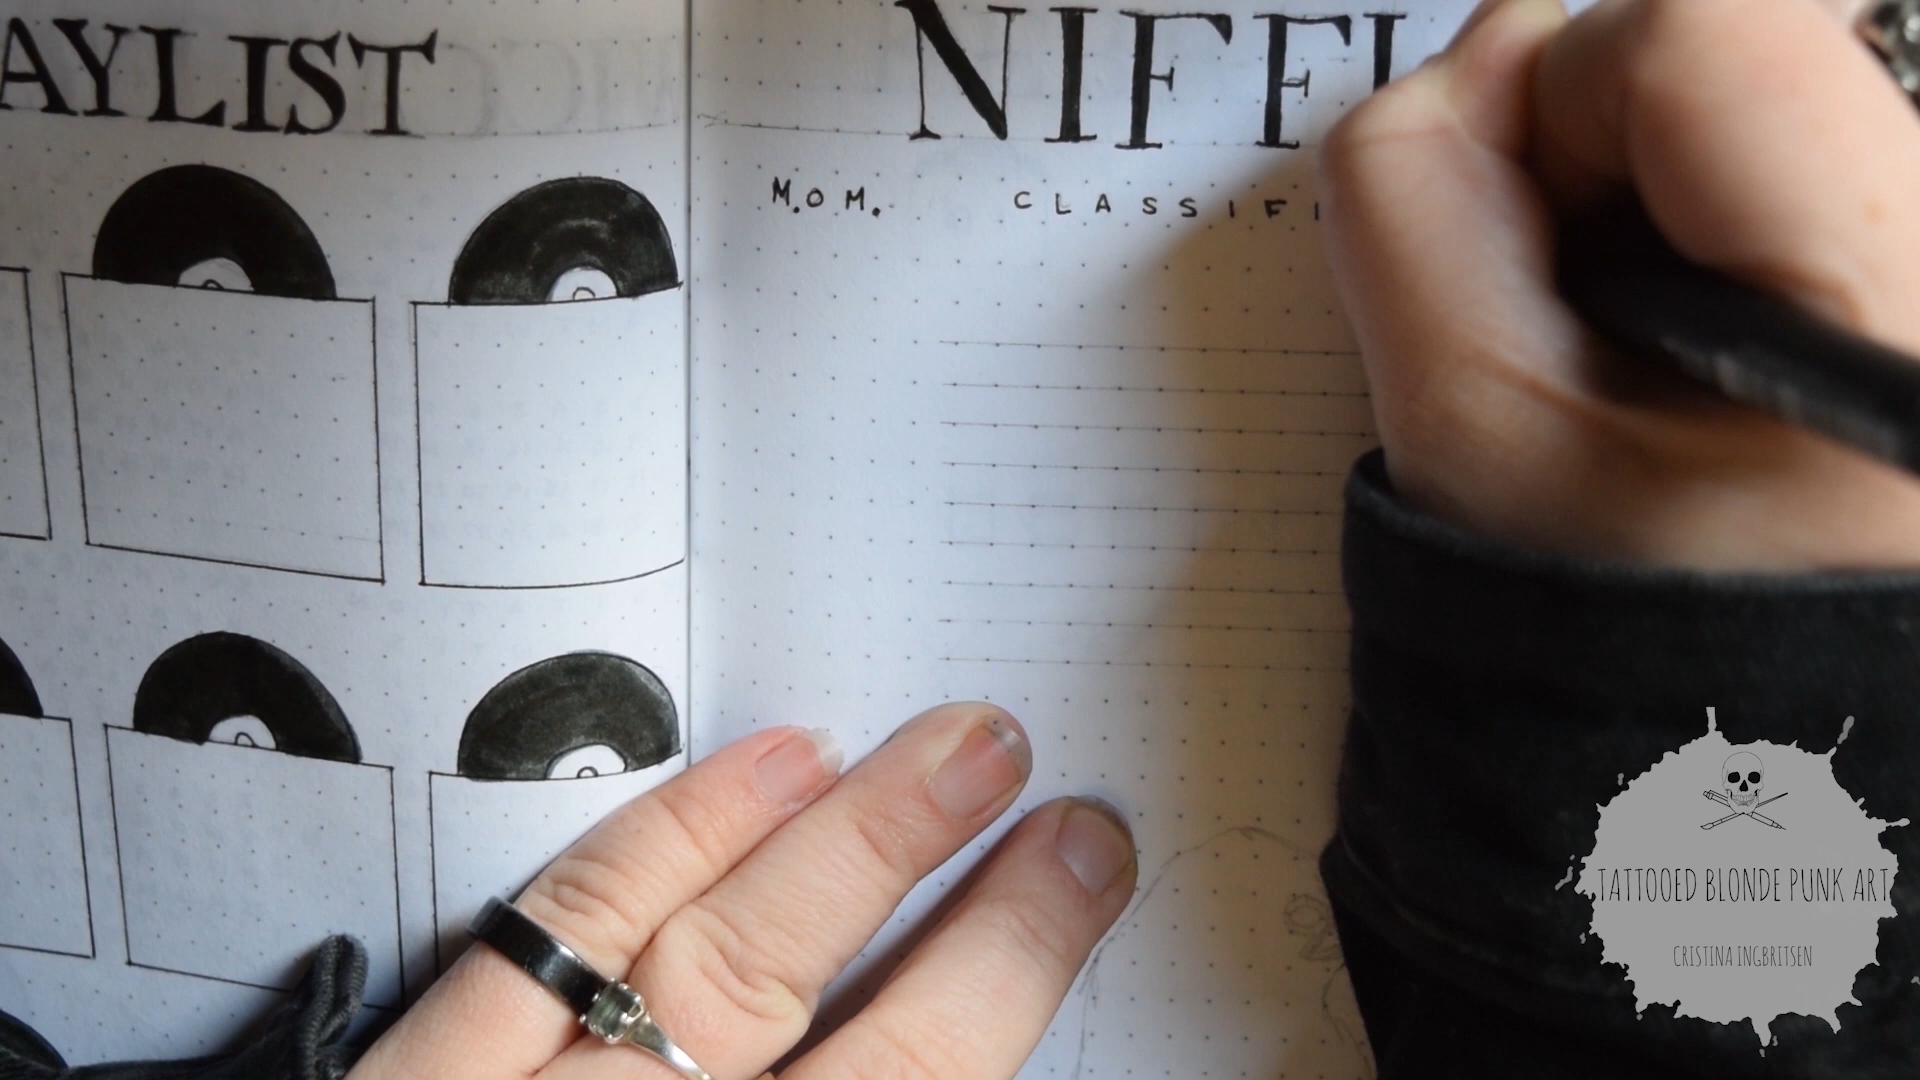 AYLIST
NIFFL
M.O.M. CLASSIFI
TATTOOED BLONDE PUNK ART
CRISTINA INGBRITSEN